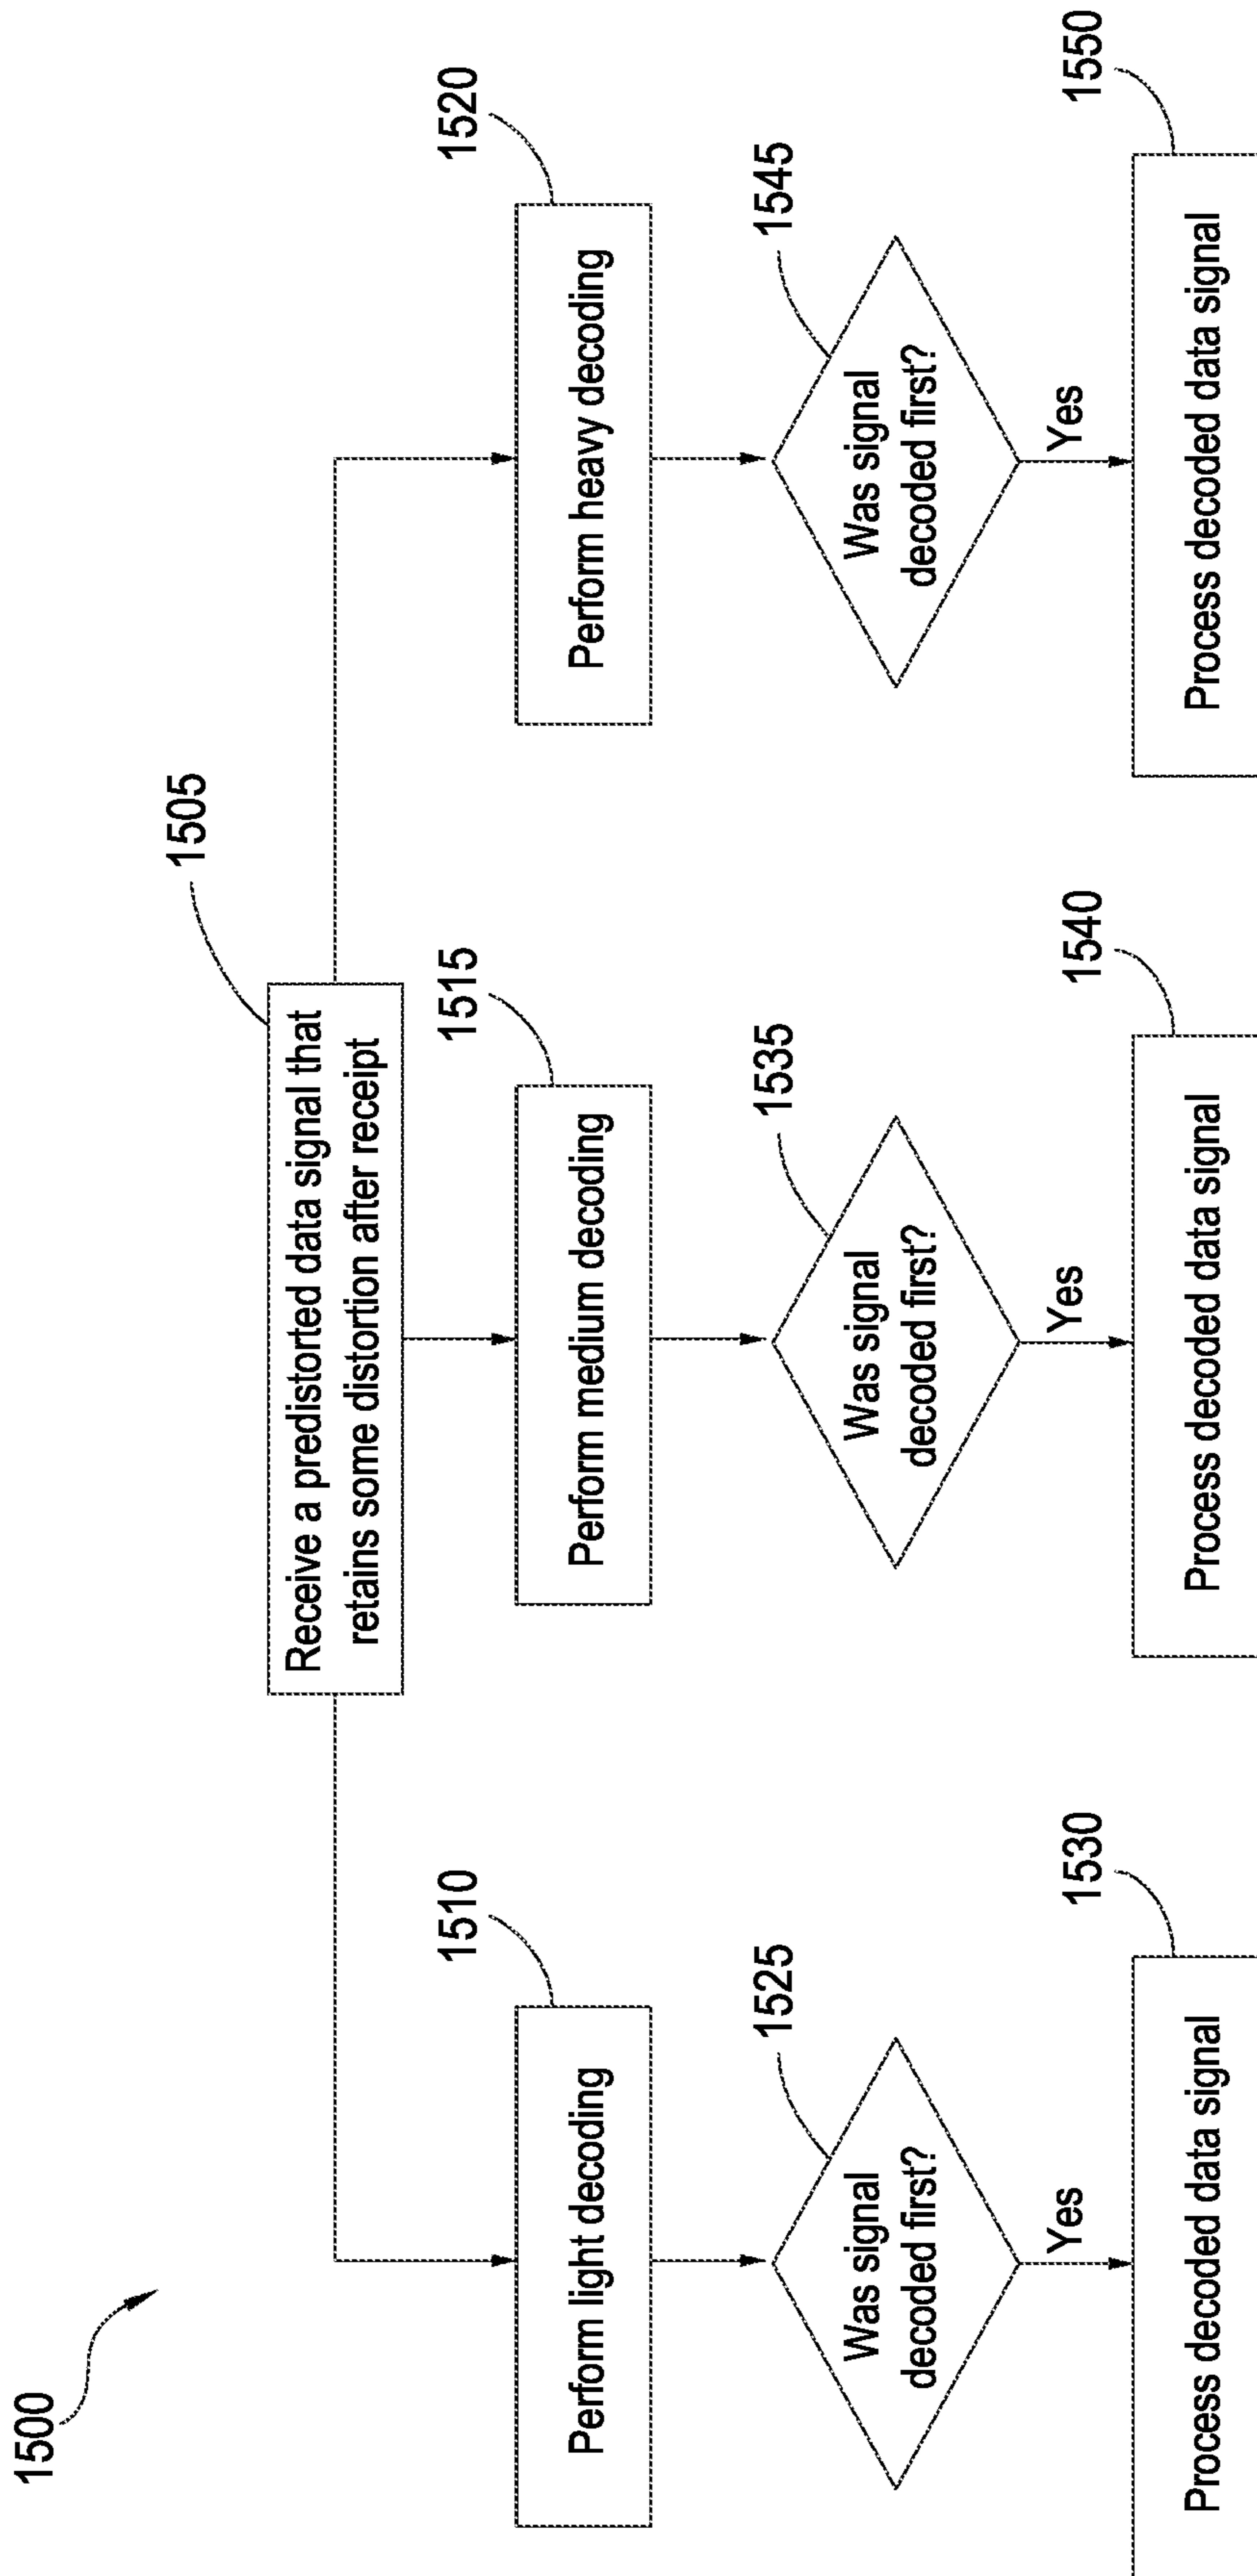 1500
1505
Receive a predistorted data signal that
retains some distortion after receipt
1510
Perform light decoding
1515
Perform medium decoding
1520
Perform heavy decoding
1525
Was signal
decoded first?
1535
Was signal
decoded first?
1545
Was signal
decoded first?
Yes
Yes
Yes
1530
Process decoded data signal
1540
Process decoded data signal
1550
Process decoded data signal